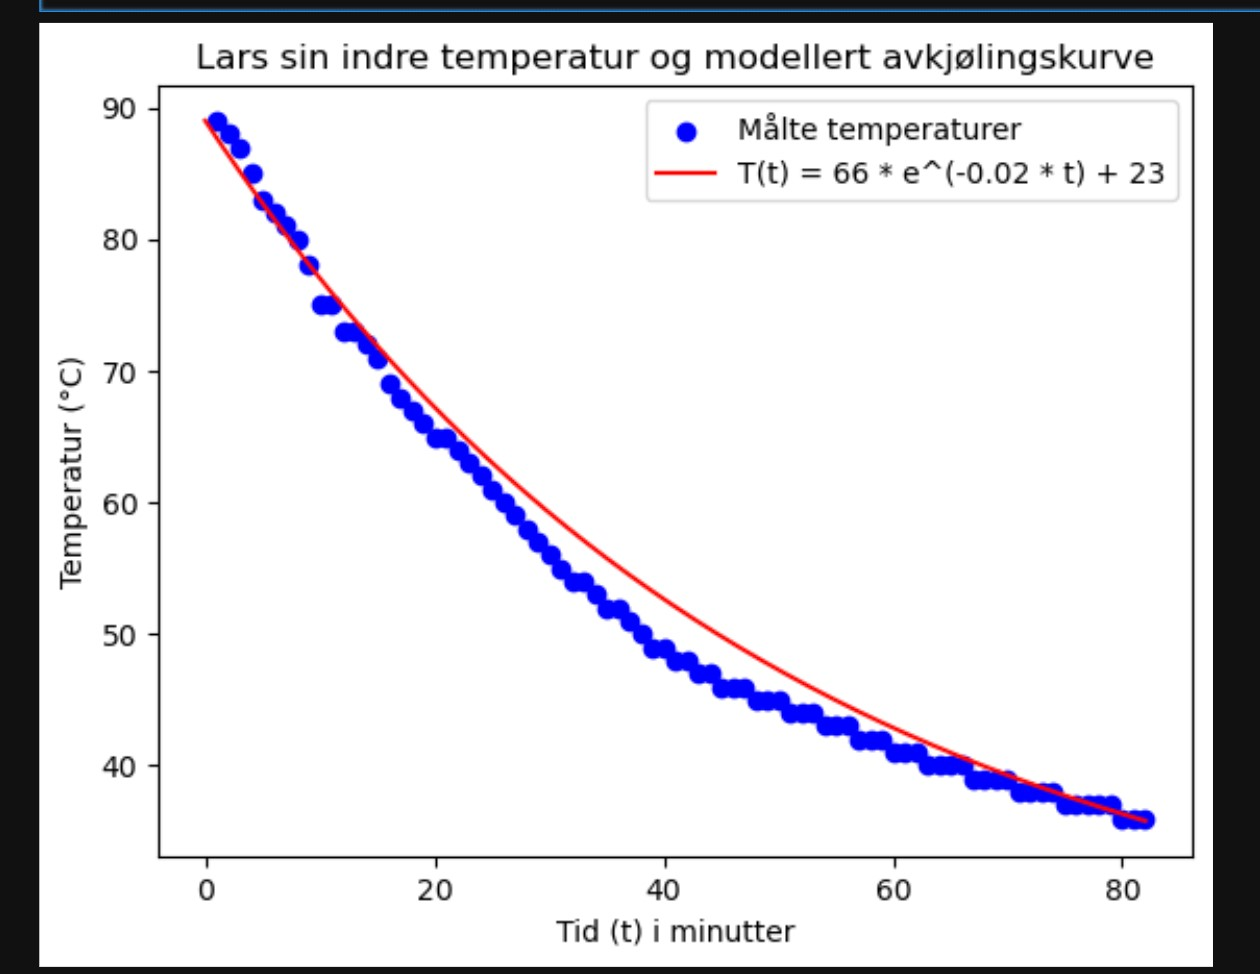 Lars sin indre temperatur og modellert avkjølingskurve
Målte temperaturer
T(t) = 66 * e^(-0.02 * t) + 23
Temperatur (°C)
90
80
70
60
50
40
0 20 40 60 80
Tid (t) i minutter